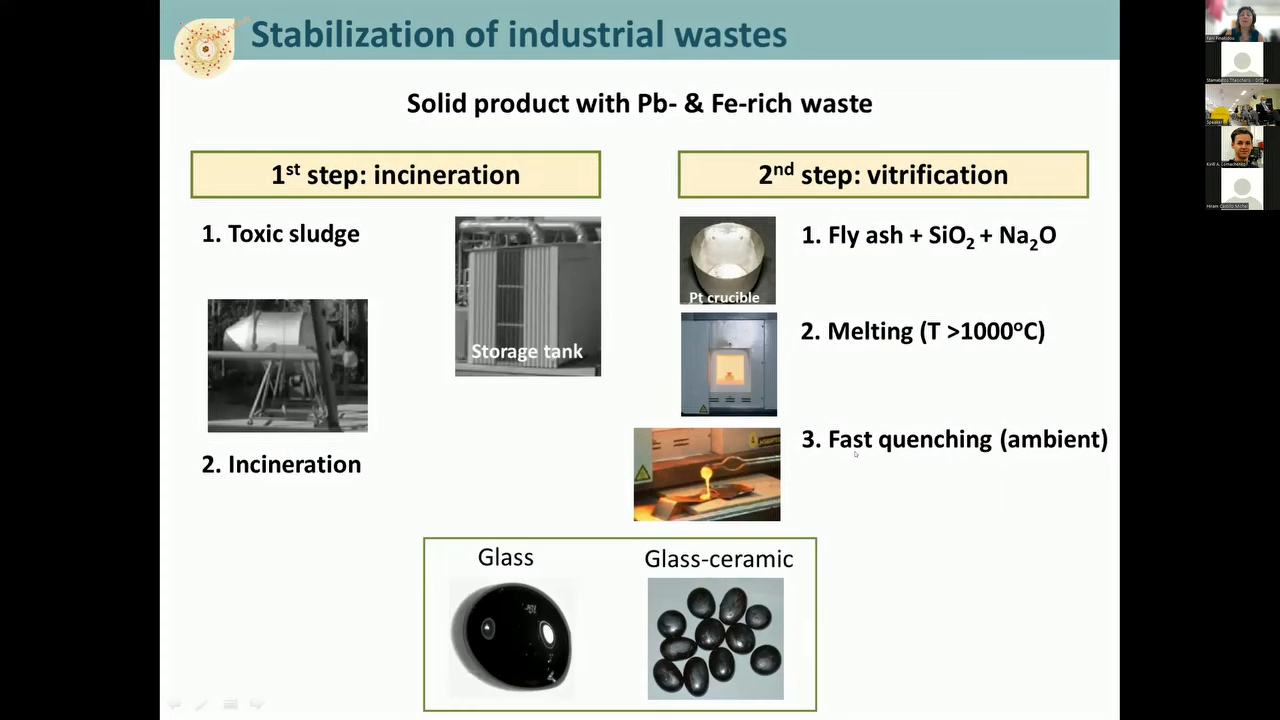 Stabilization of industrial wastes
Solid product with Pb- & Fe-rich waste
1st step: incineration
1. Toxic sludge
Storage tank
2. Incineration
2nd step: vitrification
1. Fly ash + SiO2 + Na2O
Pt crucible
2. Melting (T >1000oC)
3. Fast quenching (ambient)
Glass
Glass-ceramic
Speaker